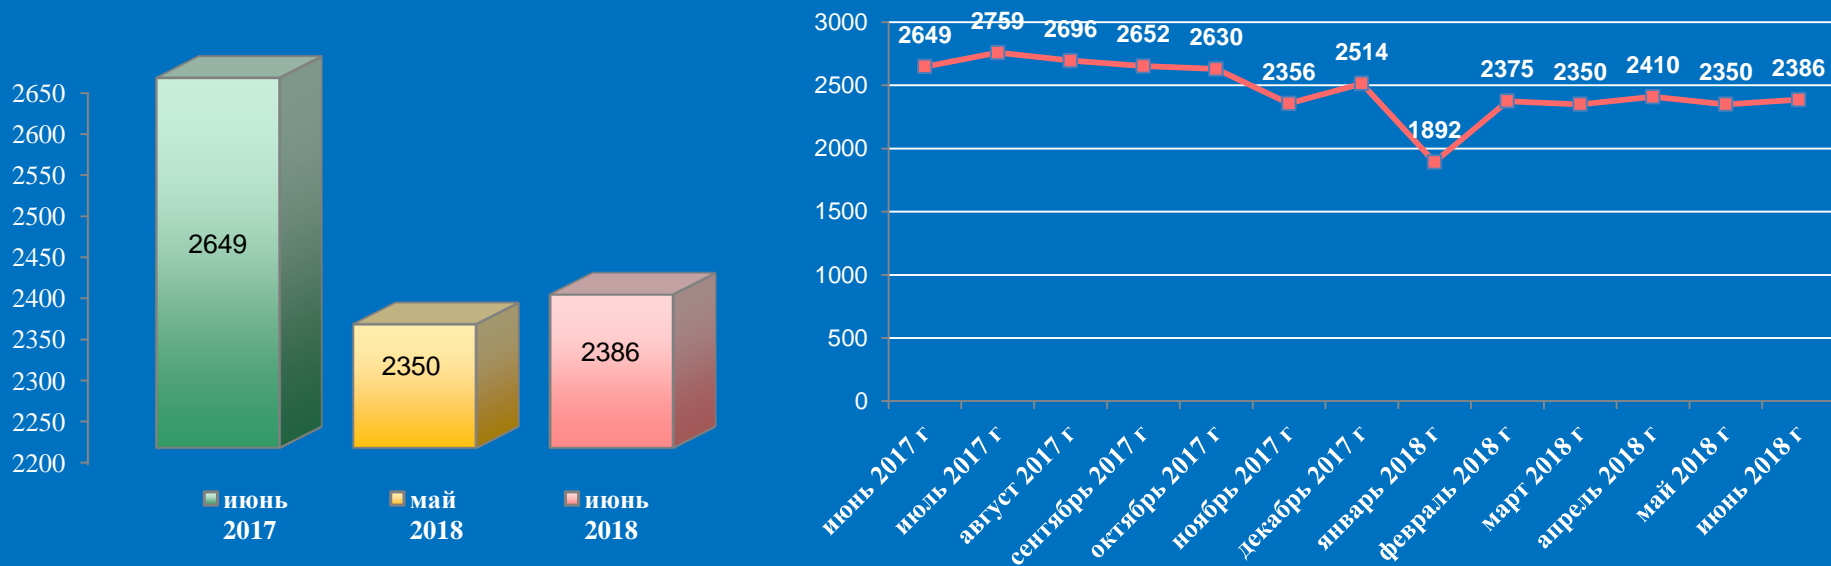 2650
2600
2550
2500
2450
2400
2350
2300
2250
2200
2649
2350
2386
июнь
2017
май
2018
июнь
2018
3000
2500
2000
1500
1000
500
0
2649
2759
2696
2652
2630
2356
2514
1892
2375
2350
2410
2350
2386
июнь 2017 г
июль 2017 г
август 2017 г
сентябрь 2017 г
октябрь 2017 г
ноябрь 2017 г
декабрь 2017 г
январь 2018 г
февраль 2018 г
март 2018 г
апрель 2018 г
май 2018 г
июнь 2018 г